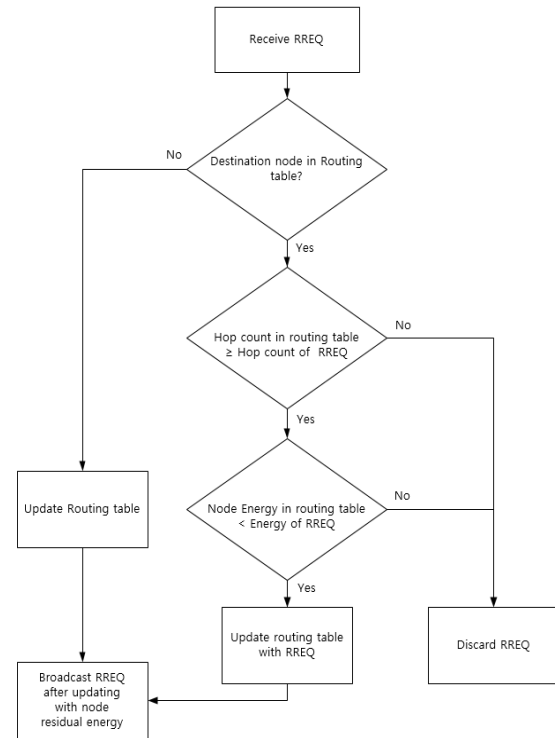 Receive RREQ
No
Destination node in Routing
table?
Yes
Hop count in routing table
≥ Hop count of RREQ
No
Yes
Update Routing table
Node Energy in routing table
< Energy of RREQ
No
Yes
Update routing table
with RREQ
Discard RREQ
Broadcast RREQ
after updating
with node
residual energy